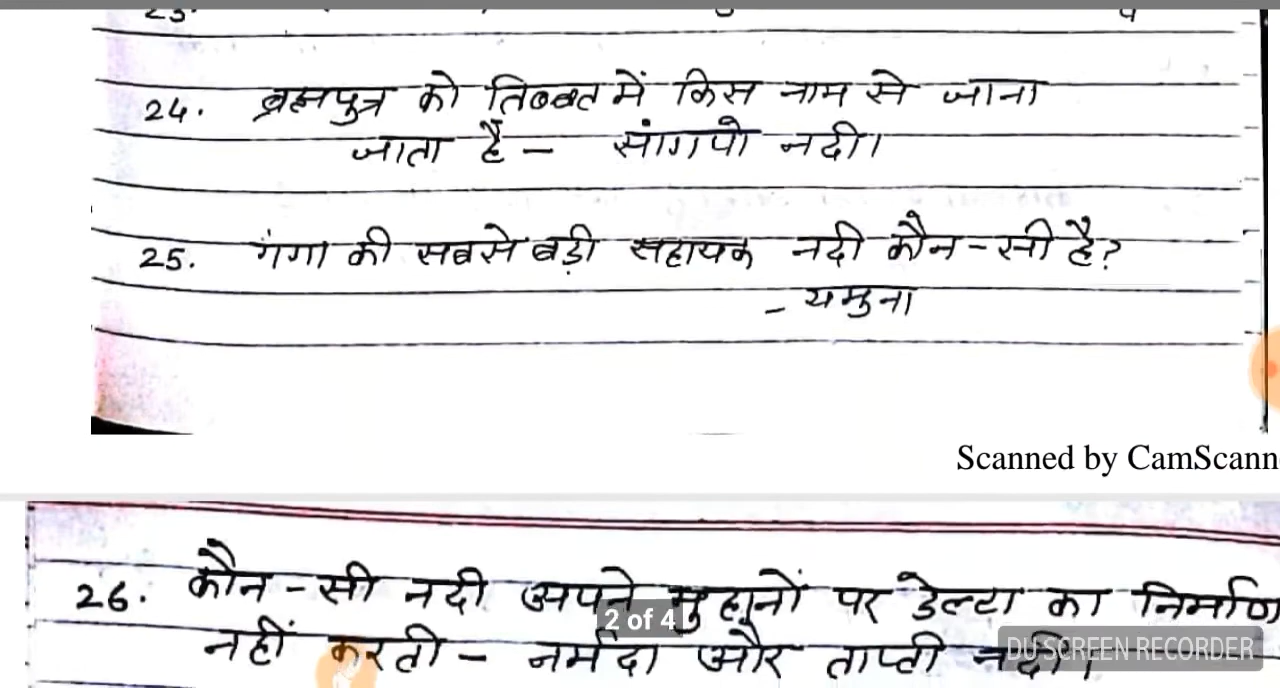 24. ब्रह्मपुत्र को तिब्बत में किस नाम से जाना
जाता है – सांगपो नदी।
25. गंगा की सबसे बड़ी सहायक नदी कौन-सी है?
- यमुना
Scanned by CamScann
26. कौन-सी नदी अपने मुहानों पर डेल्टा का निर्माण
2 of 4
नहीं करती – नर्मदा और ताप्ती नदी।
DU SCREEN RECORDER